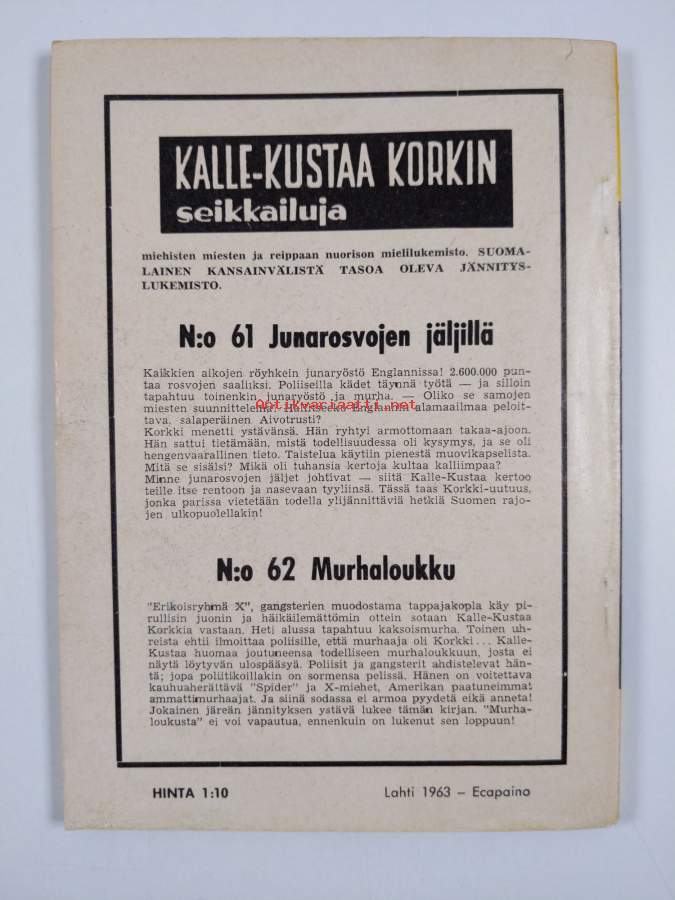 KALLE-KUSTAA KORKIN
seikkailuja
miehisten miesten ja reippaan nuorison mielilukemisto. SUOMA-
LAINEN KANSAINVÄLISTÄ TASOA OLEVA JÄNNITYS-
LUKEMISTO.
N:o 61 Junarosvojen jäljillä
Kaikkien aikojen röyhkein junaryöstö Englannissa! 2.600.000 pun-
taa rosvojen saaliksi. Poliiseilla kädet täynnä työtä — ja silloin
tapahtuu toinenkin junaryöstö ja murha. — Oliko se samojen
antikvariaatti.net
miesten Englannin alamaailmaa peloit-
tava, salaperäinen Aivotrusti?
Korkki menetti ystävänsä. Hän ryhtyi armottomaan takaa-ajoon.
Hän sattui tietämään, mistä todellisuudessa oli kysymys, ja se oli
hengenvaarallinen tieto. Taistelua käytiin pienestä muovikapselista.
Mitä se sisälsi? Mikä oli tuhansia kertoja kultaa kalliimpaa?
Minne junarosvojen jäljet johtivat — siitä Kalle-Kustaa kertoo
teille itse rentoon ja nasevaan tyyliinsä. Tässä taas Korkki-uutuus,
jonka parissa vietetään todella ylijännittäviä hetkiä Suomen rajo-
jen ulkopuolellakin!
N:o 62 Murhaloukku
"Erikoisryhmä X", gangsterien muodostama tappajakopla käy pi-
rullisin juonin ja häikäilemättömin ottein sotaan Kalle-Kustaa
Korkkia vastaan. Heti alussa tapahtuu kaksoismurha. Toinen uh-
reista ehtii ilmoittaa poliisille, että murhaaja oli Korkki... Kalle-
Kustaa huomaa joutuneensa todelliseen murhaloukkuun, josta ei
näytä löytyvän ulospääsyä. Poliisit ja gangsterit ahdistelevat hän-
tä; jopa politiikoillakin on sormensa pelissä. Hänen on voitettava
kauhuaherättävä "Spider" ja X-miehet, Amerikan paatuneimmat
ammattimurhaajat. Ja siinä sodassa ei armoa pyydetä eikä anneta!
Jokainen järeän jännityksen ystävä lukee tämän kirjan. "Murha-
loukusta" ei voi vapautua, ennenkuin on lukenut sen loppuun!
HINTA 1:10
Lahti 1963 – Ecapaino